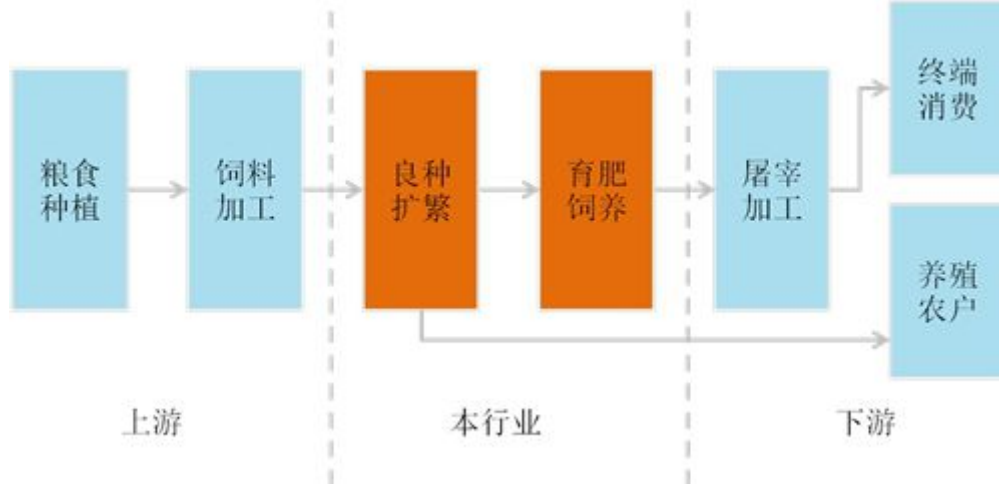 粮食
种植
饲料
加工
良种
扩繁
育肥
饲养
屠宰
加工
终端
消费
养殖
农户
上游
本行业
下游